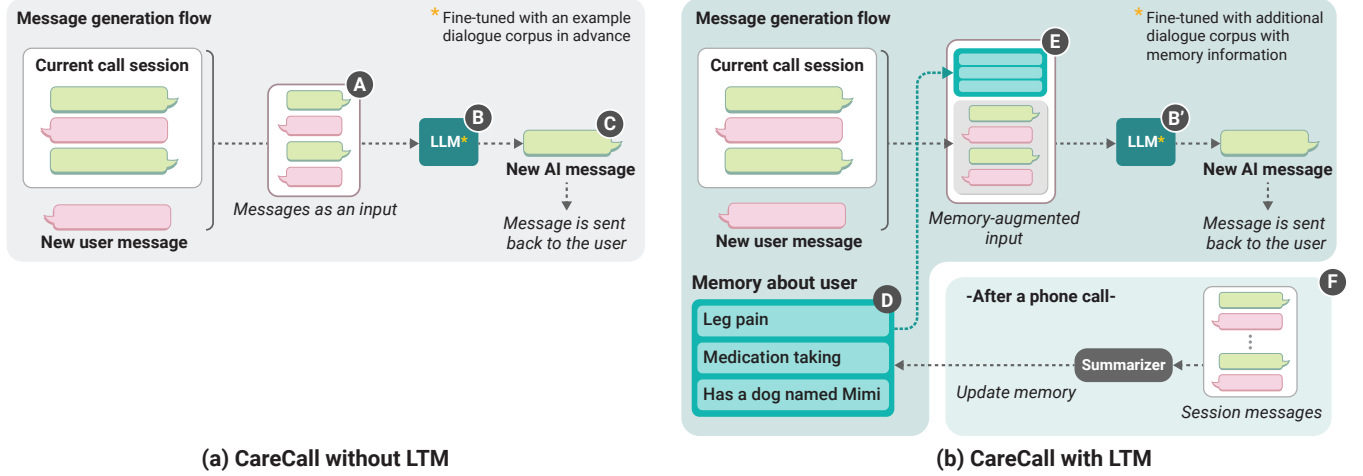 Message generation flow
* Fine-tuned with an example
dialogue corpus in advance
Current call session
A
B
C
LLM*
New AI message
Messages as an input
New user message
Message is sent
back to the user
(a) CareCall without LTM
Message generation flow
* Fine-tuned with additional
dialogue corpus with
memory information
Current call session
E
B'
LLM*
New AI message
New user message
Memory-augmented
input
Message is sent
back to the user
Memory about user
D
Leg pain
Medication taking
Has a dog named Mimi
F
-After a phone call-
Summarizer
Update memory
Session messages
(b) CareCall with LTM